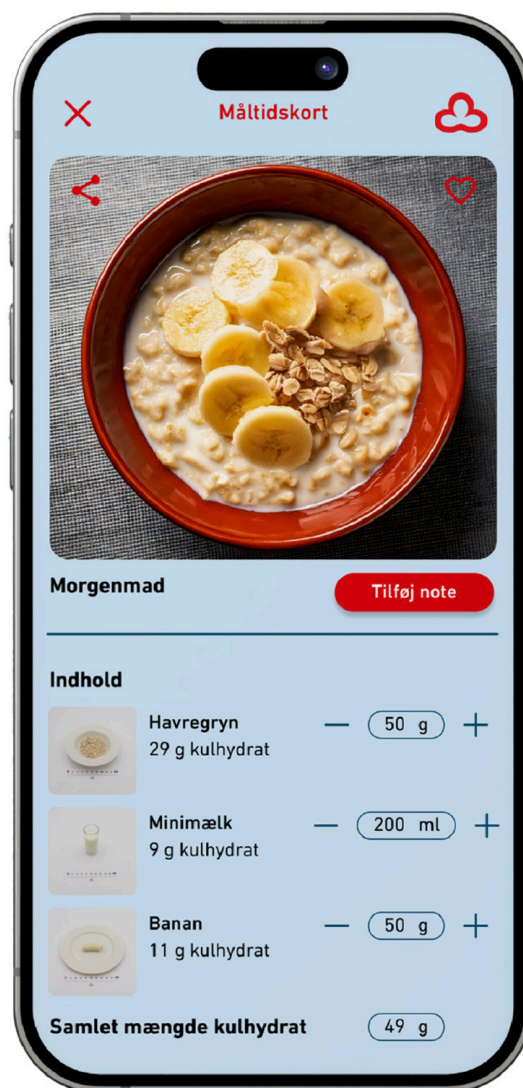 Måltidskort
Morgenmad
Tilføj note
Indhold
Havregryn
50 g
29 g kulhydrat
Minimælk
200 ml
9 g kulhydrat
Banan
50 g
11 g kulhydrat
Samlet mængde kulhydrat
49 g